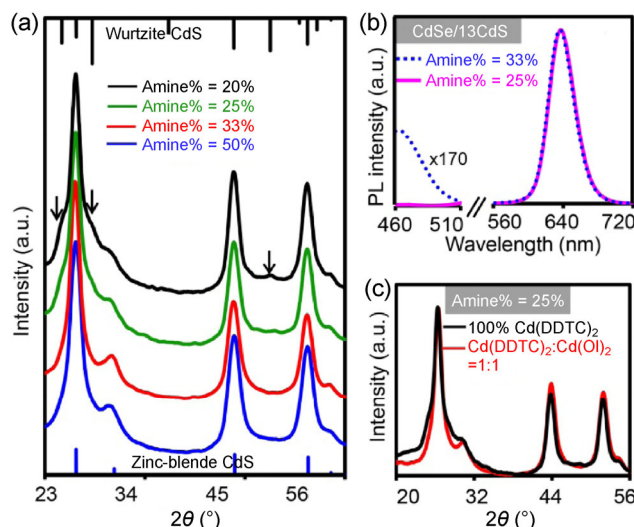 (a)
Wurtzite CdS
Amine% = 20%
Amine% = 25%
Amine% = 33%
Amine% = 50%
Zinc-blende CdS
Intensity (a.u.)
23 34 45 56
2θ (°)
(b)
CdSe/13CdS
Amine% = 33%
Amine% = 25%
x170
PL intensity (a.u.)
460 510 560 640 720
Wavelength (nm)
(c)
Amine% = 25%
100% Cd(DDTC)₂
Cd(DDTC)₂:Cd(Ol)₂
=1:1
Intensity (a.u.)
20 32 44 56
2θ (°)